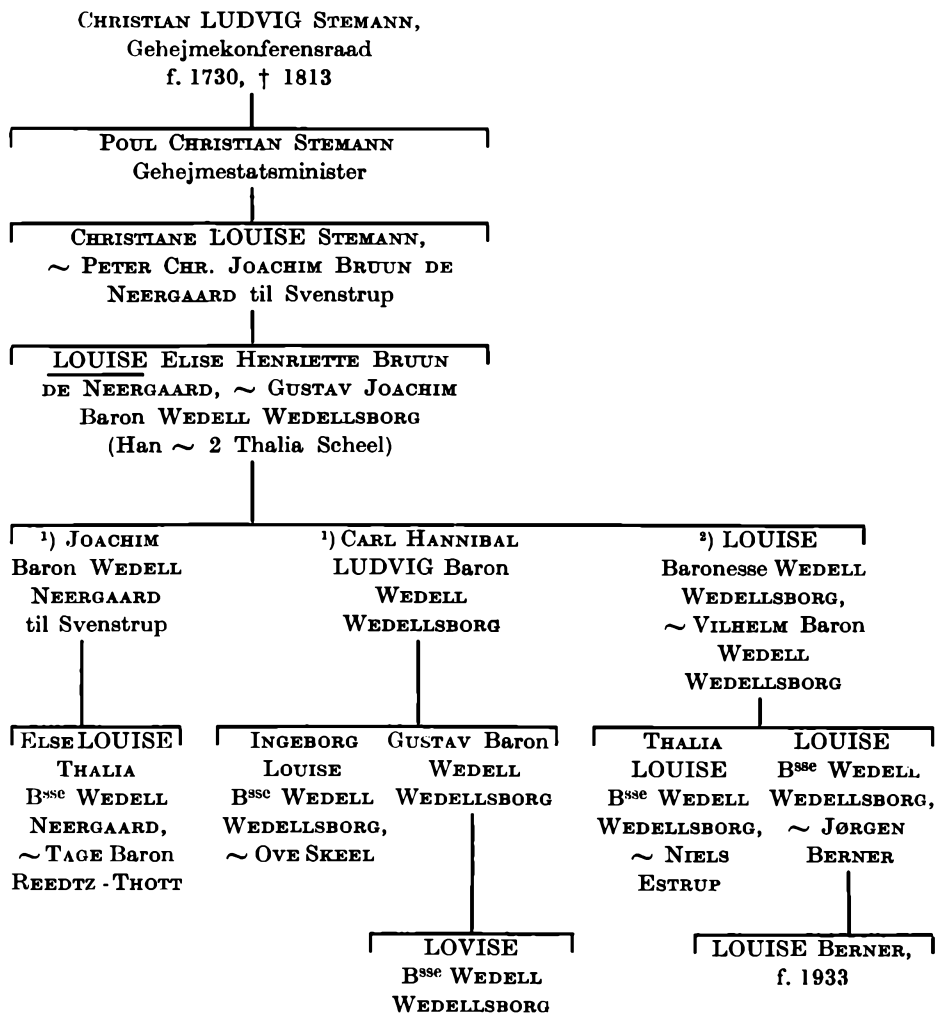 CHRISTIAN LUDVIG STEMANN,
Gehejmekonferensraad
f. 1730, † 1813
POUL CHRISTIAN STEMANN
Gehejmestatsminister
CHRISTIANE LOUISE STEMANN,
~ PETER CHR. JOACHIM BRUUN DE
NEERGAARD til Svenstrup
LOUISE ELISE HENRIETTE BRUUN
DE NEERGAARD, ~ GUSTAV JOACHIM
Baron WEDELL WEDELLSBORG
(Han ~ 2 Thalia Scheel)
¹) JOACHIM
Baron WEDELL
NEERGAARD
til Svenstrup
¹) CARL HANNIBAL
LUDVIG Baron
WEDELL
WEDELLSBORG
²) LOUISE
Baronesse WEDELL
WEDELLSBORG,
~ VILHELM Baron
WEDELL
WEDELLSBORG
ELSE LOUISE
THALIA
Bsse WEDELL
NEERGAARD,
~ TAGE Baron
REEDTZ-THOTT
INGEBORG
LOUISE
Bsse WEDELL
WEDELLSBORG,
~ OVE SKEEL
GUSTAV Baron
WEDELL
WEDELLSBORG
THALIA
LOUISE
Bsse WEDELL
WEDELLSBORG,
~ NIELS
ESTRUP
LOUISE
Bsse WEDELL
WEDELLSBORG,
~ JØRGEN
BERNER
LOVISE
Bsse WEDELL
WEDELLSBORG
LOUISE BERNER,
f. 1933